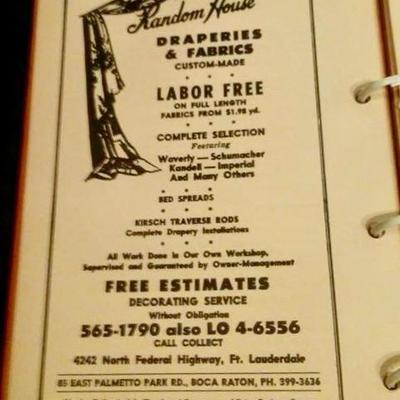 Random House
DRAPERIES
& FABRICS
CUSTOM-MADE
LABOR FREE
ON FULL LENGTH
FABRICS FROM $1.98 yd.
COMPLETE SELECTION
Featuring
Waverly — Schumacher
Kandell — Imperial
And Many Others
BED SPREADS
KIRSCH TRAVERSE RODS
Complete Drapery Installations
All Work Done in Our Own Workshop,
Supervised and Guaranteed by Owner-Management
FREE ESTIMATES
DECORATING SERVICE
Without Obligation
565-1790 also LO 4-6556
CALL COLLECT
4242 North Federal Highway, Ft. Lauderdale
85 EAST PALMETTO PARK RD., BOCA RATON, PH. 399-3636